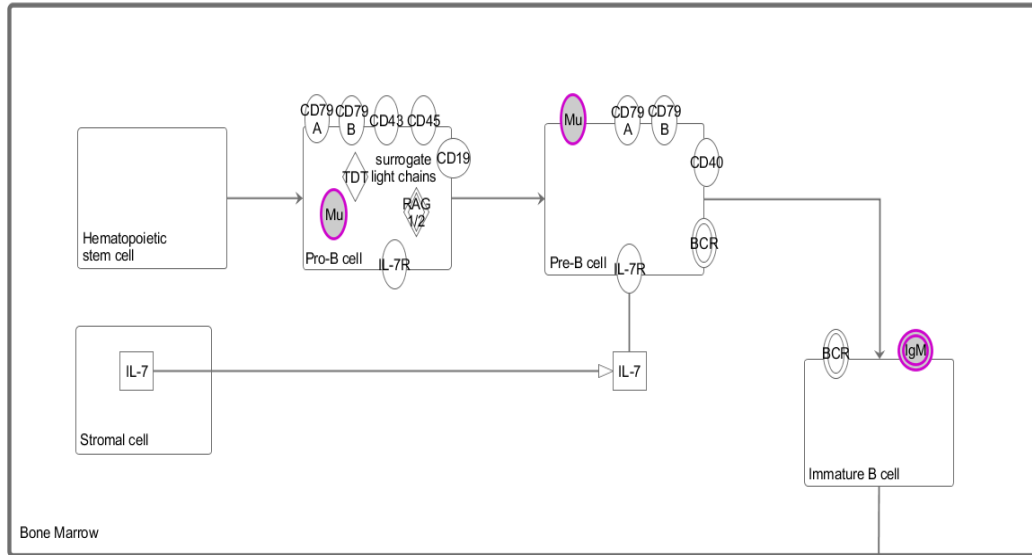 CD79
A
CD79
B
CD43
CD45
CD19
surrogate
light chains
TDT
Mu
RAG
1/2
Pro-B cell
IL-7R
Hematopoietic
stem cell
Mu
CD79
A
CD79
B
CD40
BCR
Pre-B cell
IL-7R
IL-7
IL-7
Stromal cell
BCR
IgM
Immature B cell
Bone Marrow